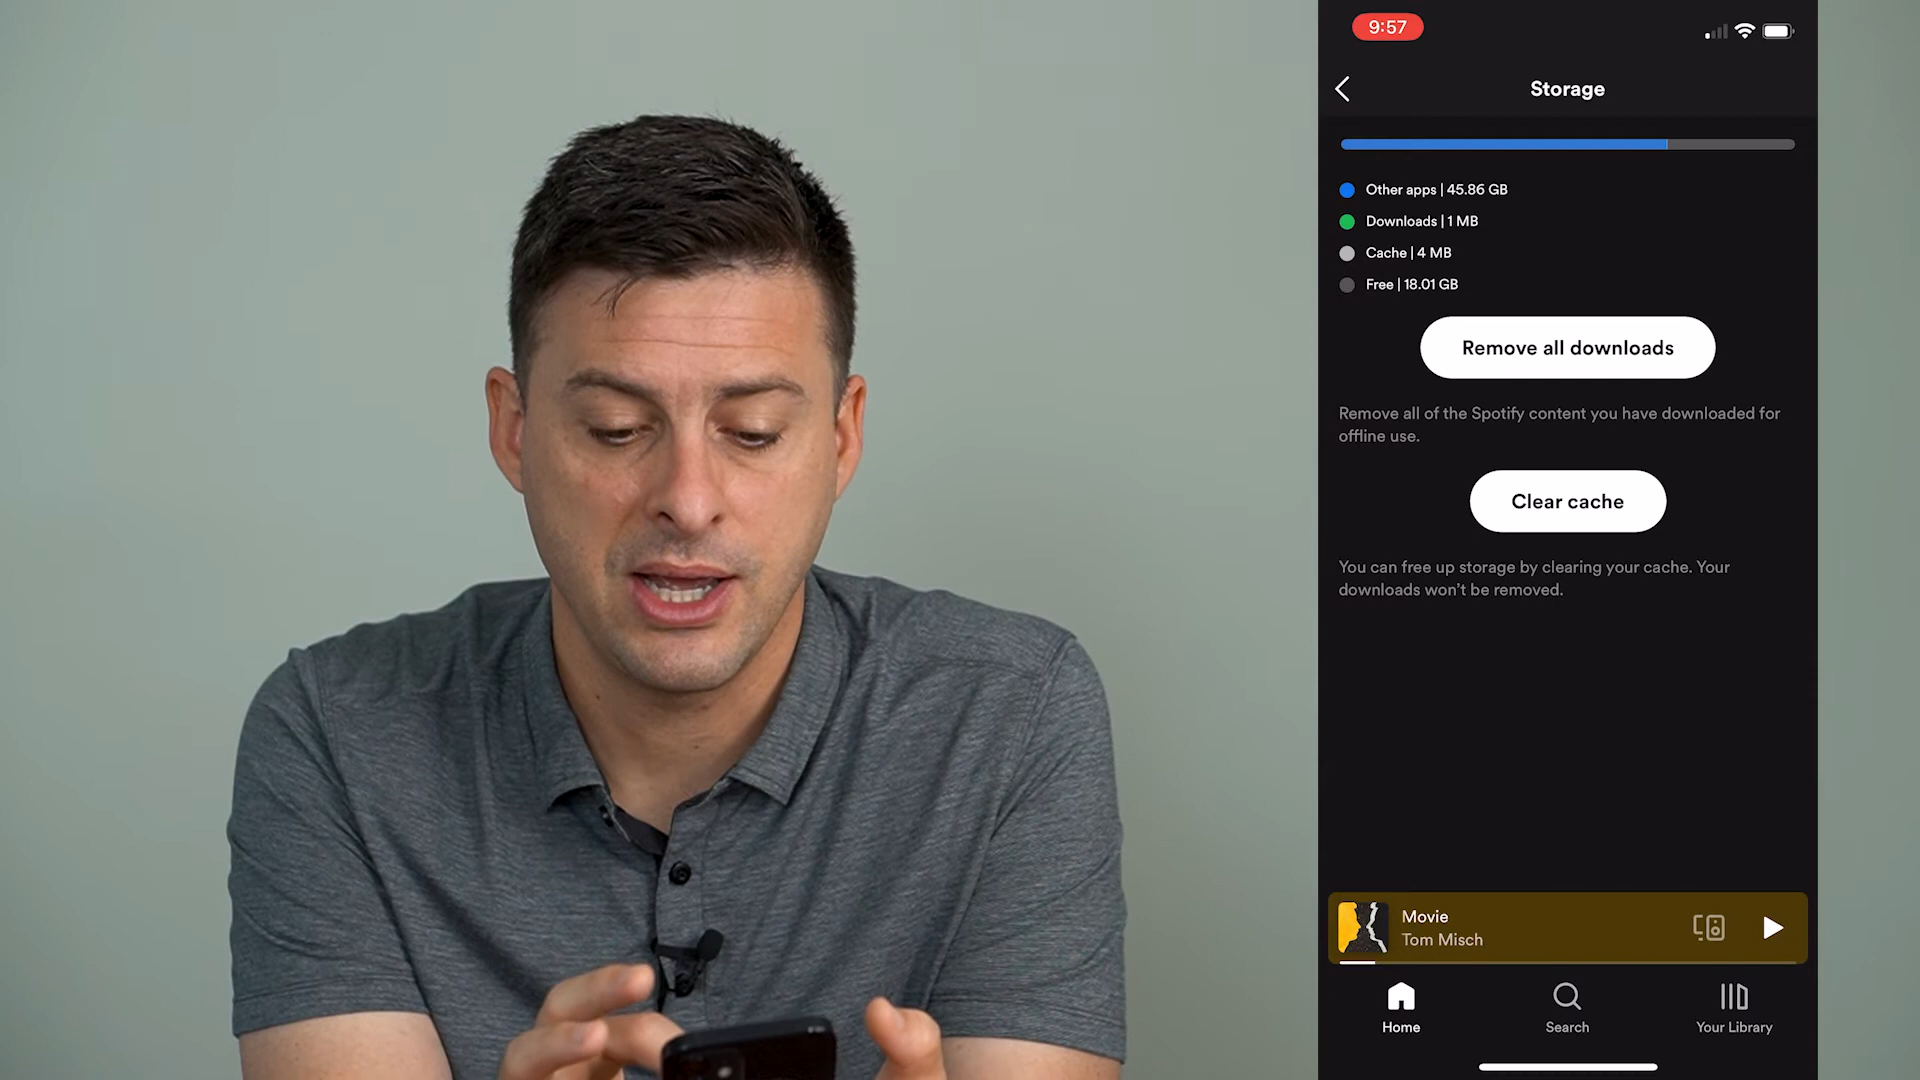 9:57
Storage
Other apps | 45.86 GB
Downloads | 1 MB
Cache | 4 MB
Free | 18.01 GB
Remove all downloads
Remove all of the Spotify content you have downloaded for
offline use.
Clear cache
You can free up storage by clearing your cache. Your
downloads won't be removed.
Movie
Tom Misch
Home
Search
Your Library